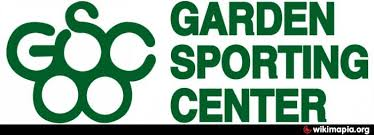 GSC
GARDEN
SPORTING
CENTER
wikimapia.org